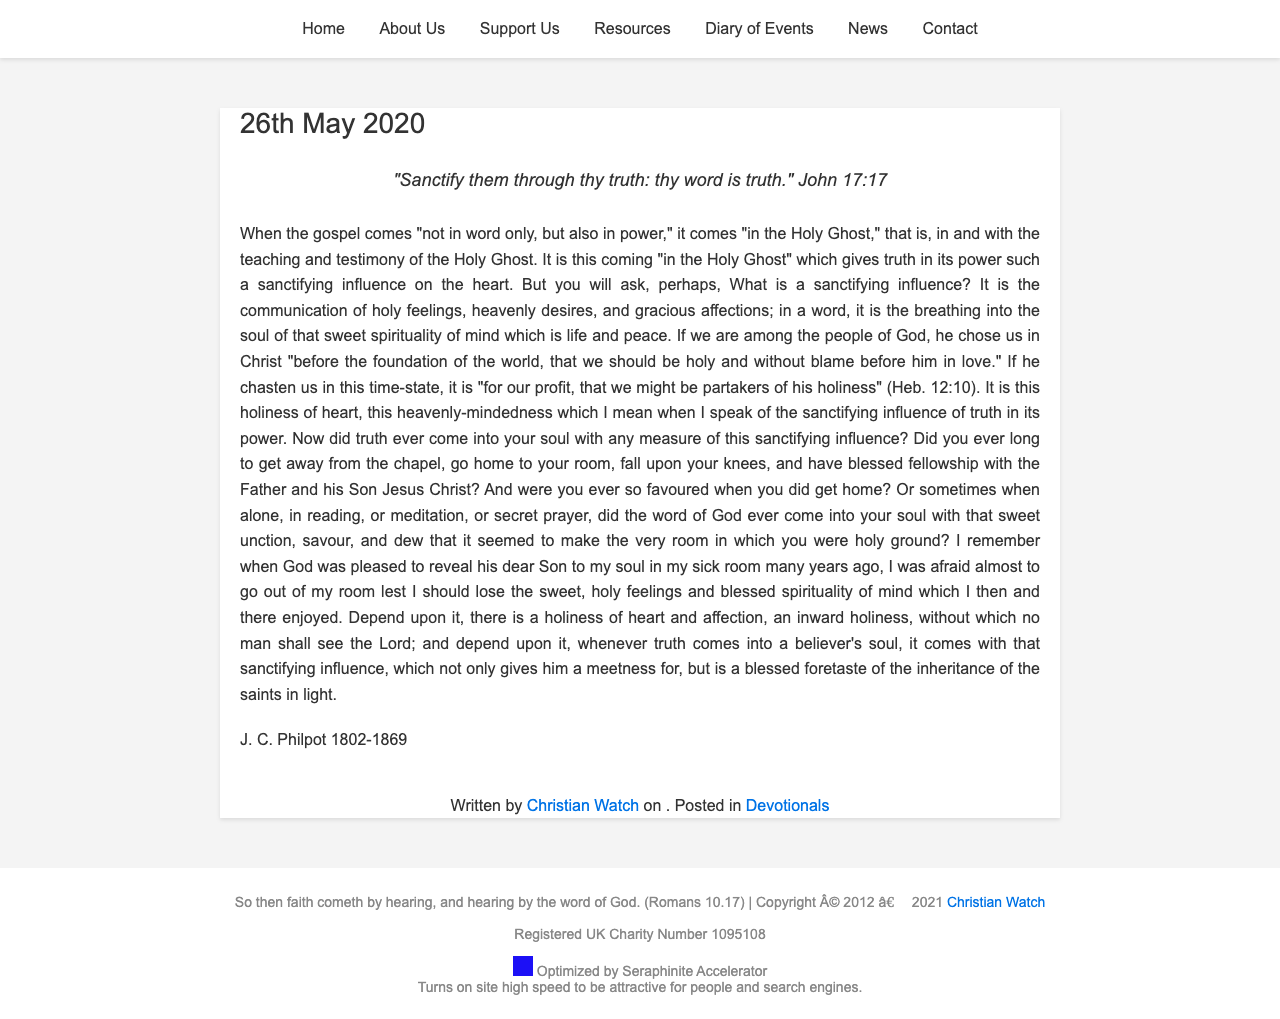 Home About Us Support Us Resources Diary of Events News Contact
26th May 2020
"Sanctify them through thy truth: thy word is truth." John 17:17
When the gospel comes "not in word only, but also in power," it comes "in the Holy Ghost," that is, in and with the
teaching and testimony of the Holy Ghost. It is this coming "in the Holy Ghost" which gives truth in its power such
a sanctifying influence on the heart. But you will ask, perhaps, What is a sanctifying influence? It is the
communication of holy feelings, heavenly desires, and gracious affections; in a word, it is the breathing into the
soul of that sweet spirituality of mind which is life and peace. If we are among the people of God, he chose us in
Christ "before the foundation of the world, that we should be holy and without blame before him in love." If he
chasten us in this time-state, it is "for our profit, that we might be partakers of his holiness" (Heb. 12:10). It is this
holiness of heart, this heavenly-mindedness which I mean when I speak of the sanctifying influence of truth in its
power. Now did truth ever come into your soul with any measure of this sanctifying influence? Did you ever long
to get away from the chapel, go home to your room, fall upon your knees, and have blessed fellowship with the
Father and his Son Jesus Christ? And were you ever so favoured when you did get home? Or sometimes when
alone, in reading, or meditation, or secret prayer, did the word of God ever come into your soul with that sweet
unction, savour, and dew that it seemed to make the very room in which you were holy ground? I remember
when God was pleased to reveal his dear Son to my soul in my sick room many years ago, I was afraid almost to
go out of my room lest I should lose the sweet, holy feelings and blessed spirituality of mind which I then and
there enjoyed. Depend upon it, there is a holiness of heart and affection, an inward holiness, without which no
man shall see the Lord; and depend upon it, whenever truth comes into a believer's soul, it comes with that
sanctifying influence, which not only gives him a meetness for, but is a blessed foretaste of the inheritance of the
saints in light.
J. C. Philpot 1802-1869
Written by Christian Watch on . Posted in Devotionals
So then faith cometh by hearing, and hearing by the word of God. (Romans 10.17) | Copyright Â© 2012 â€ 2021 Christian Watch
Registered UK Charity Number 1095108
Optimized by Seraphinite Accelerator
Turns on site high speed to be attractive for people and search engines.